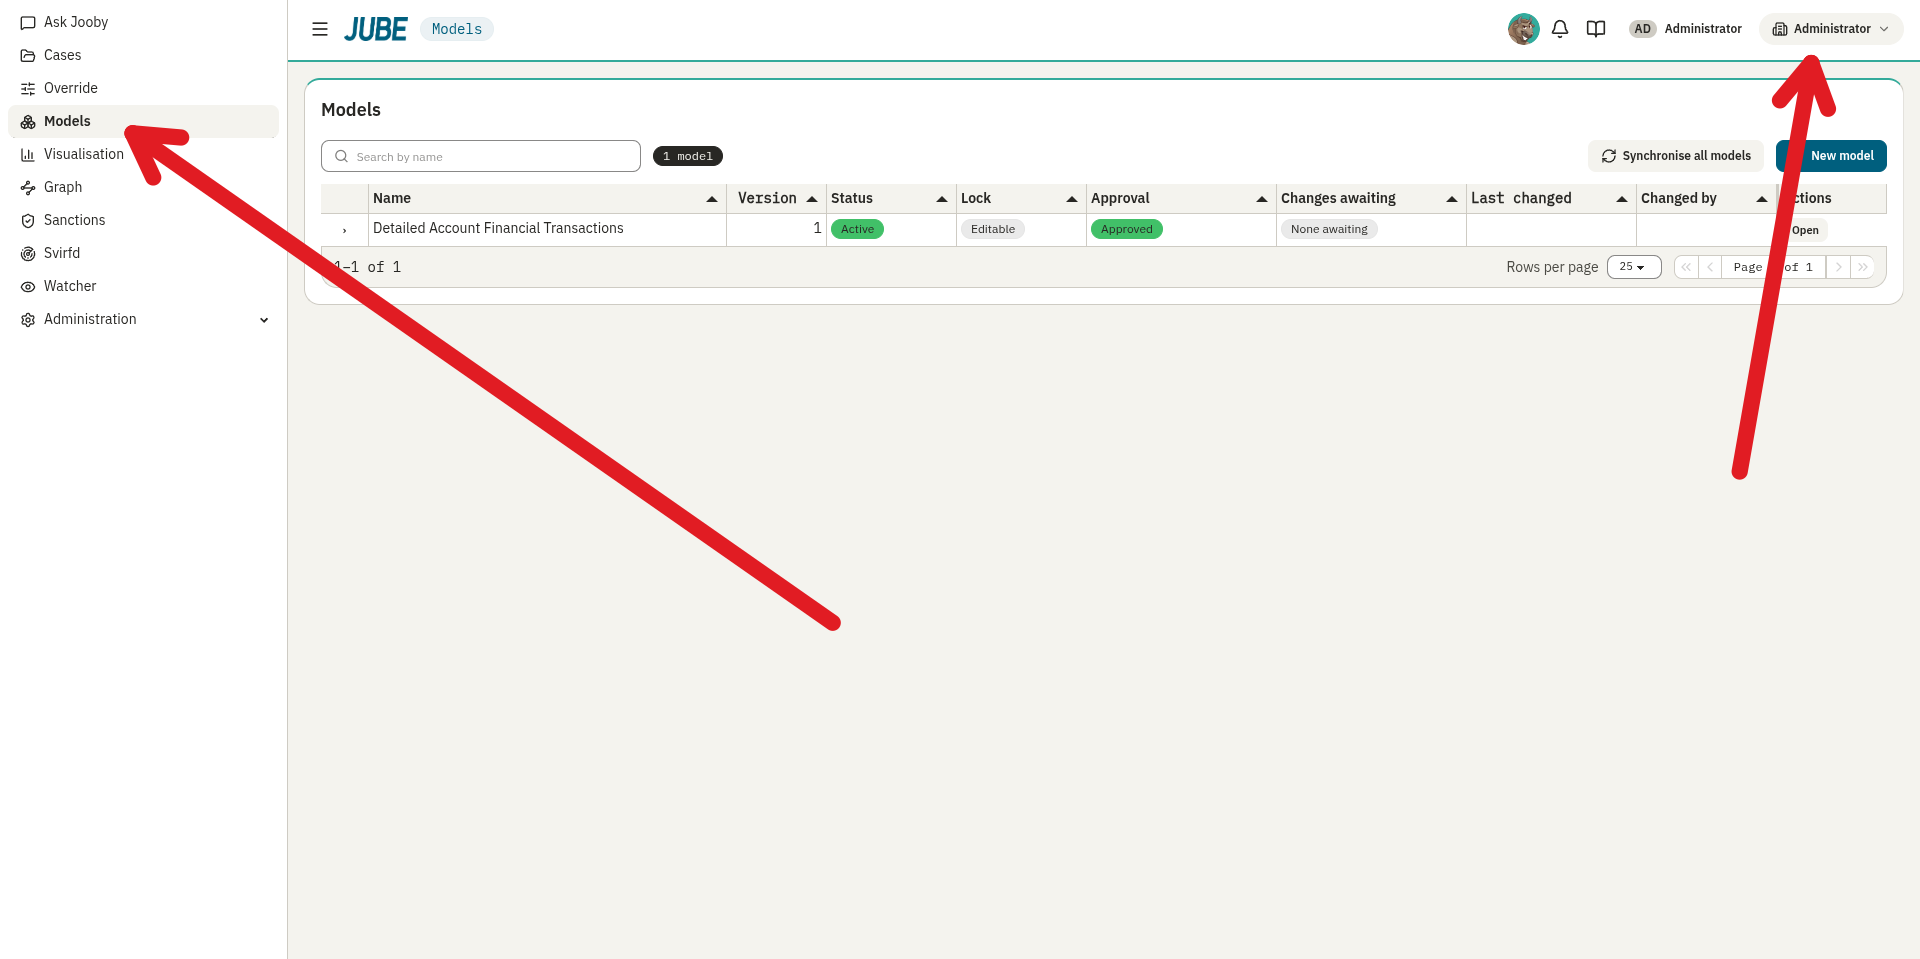 Ask Jooby
Cases
Override
Models
Visualisation
Graph
Sanctions
Svirfd
Watcher
Administration
JUBE Models
AD Administrator Administrator
Models
Search by name 1 model Synchronise all models New model
Name Version Status Lock Approval Changes awaiting Last changed Changed by
Detailed Account Financial Transactions 1 Active Editable Approved None awaiting Open
1–1 of 1 Rows per page 25 Page of 1